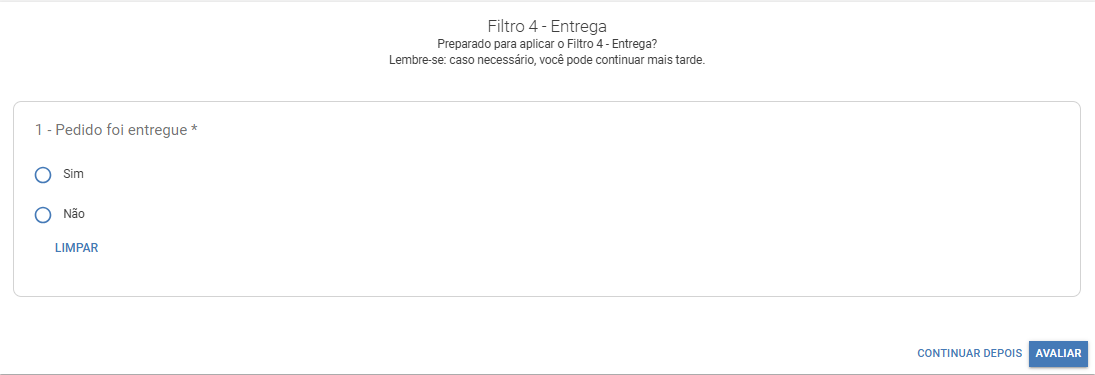 Filtro 4 - Entrega
Preparado para aplicar o Filtro 4 - Entrega?
Lembre-se: caso necessário, você pode continuar mais tarde.
1 - Pedido foi entregue *
Sim
Não
LIMPAR
CONTINUAR DEPOIS AVALIAR